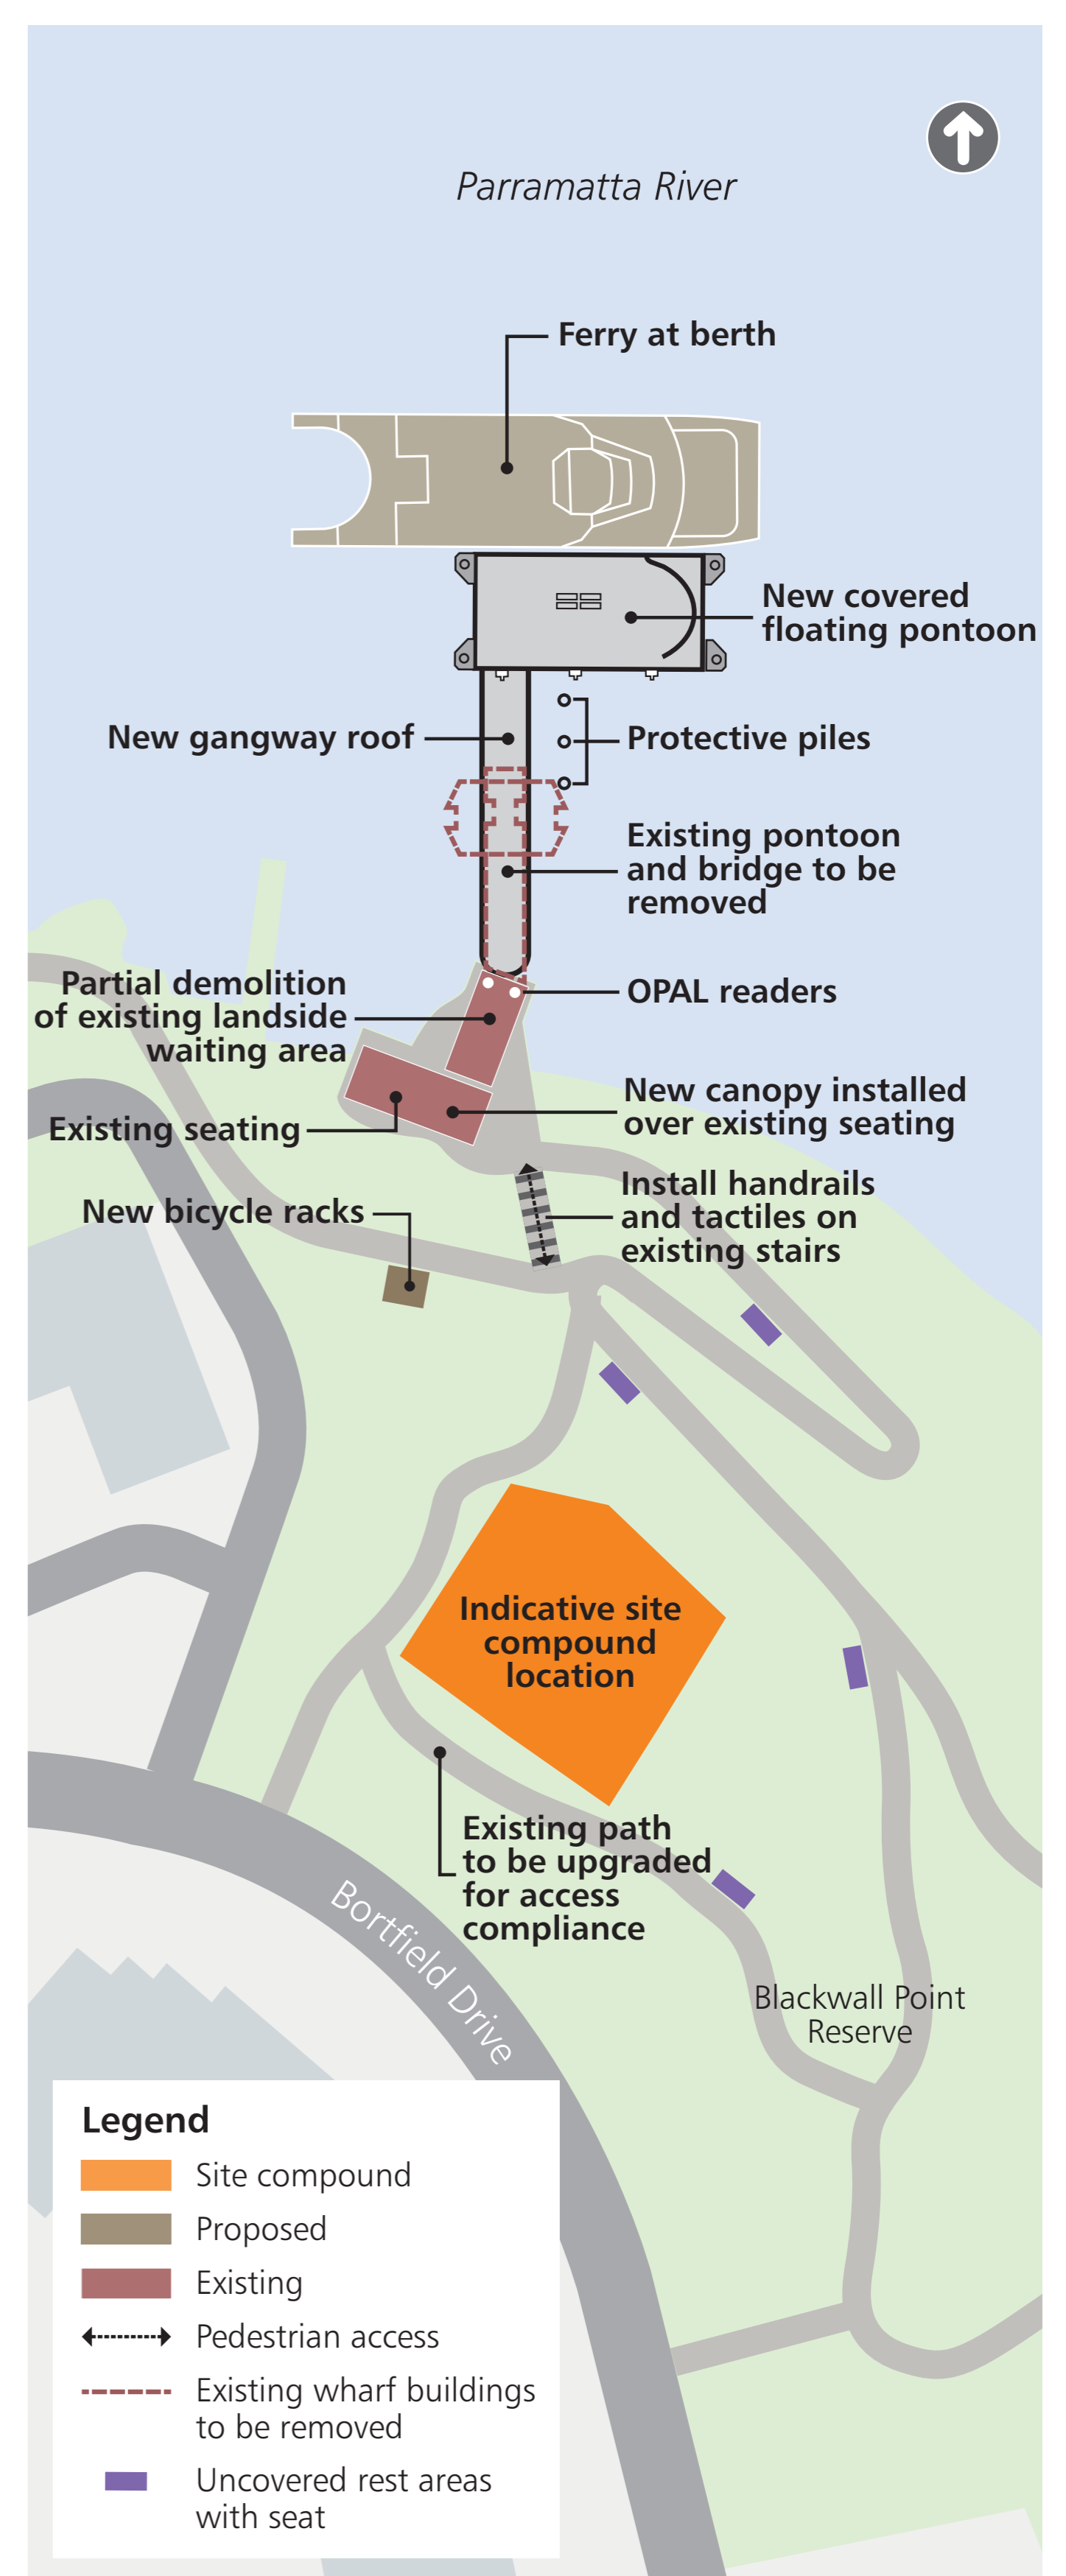 Parramatta River
Ferry at berth
New covered
floating pontoon
New gangway roof
Protective piles
Existing pontoon
and bridge to be
removed
Partial demolition
of existing landside
waiting area
OPAL readers
New canopy installed
over existing seating
Existing seating
Install handrails
and tactiles on
existing stairs
New bicycle racks
Indicative site
compound
location
Existing path
to be upgraded
for access
compliance
Bortfield Drive
Blackwall Point
Reserve
Legend
Site compound
Proposed
Existing
Pedestrian access
Existing wharf buildings
to be removed
Uncovered rest areas
with seat